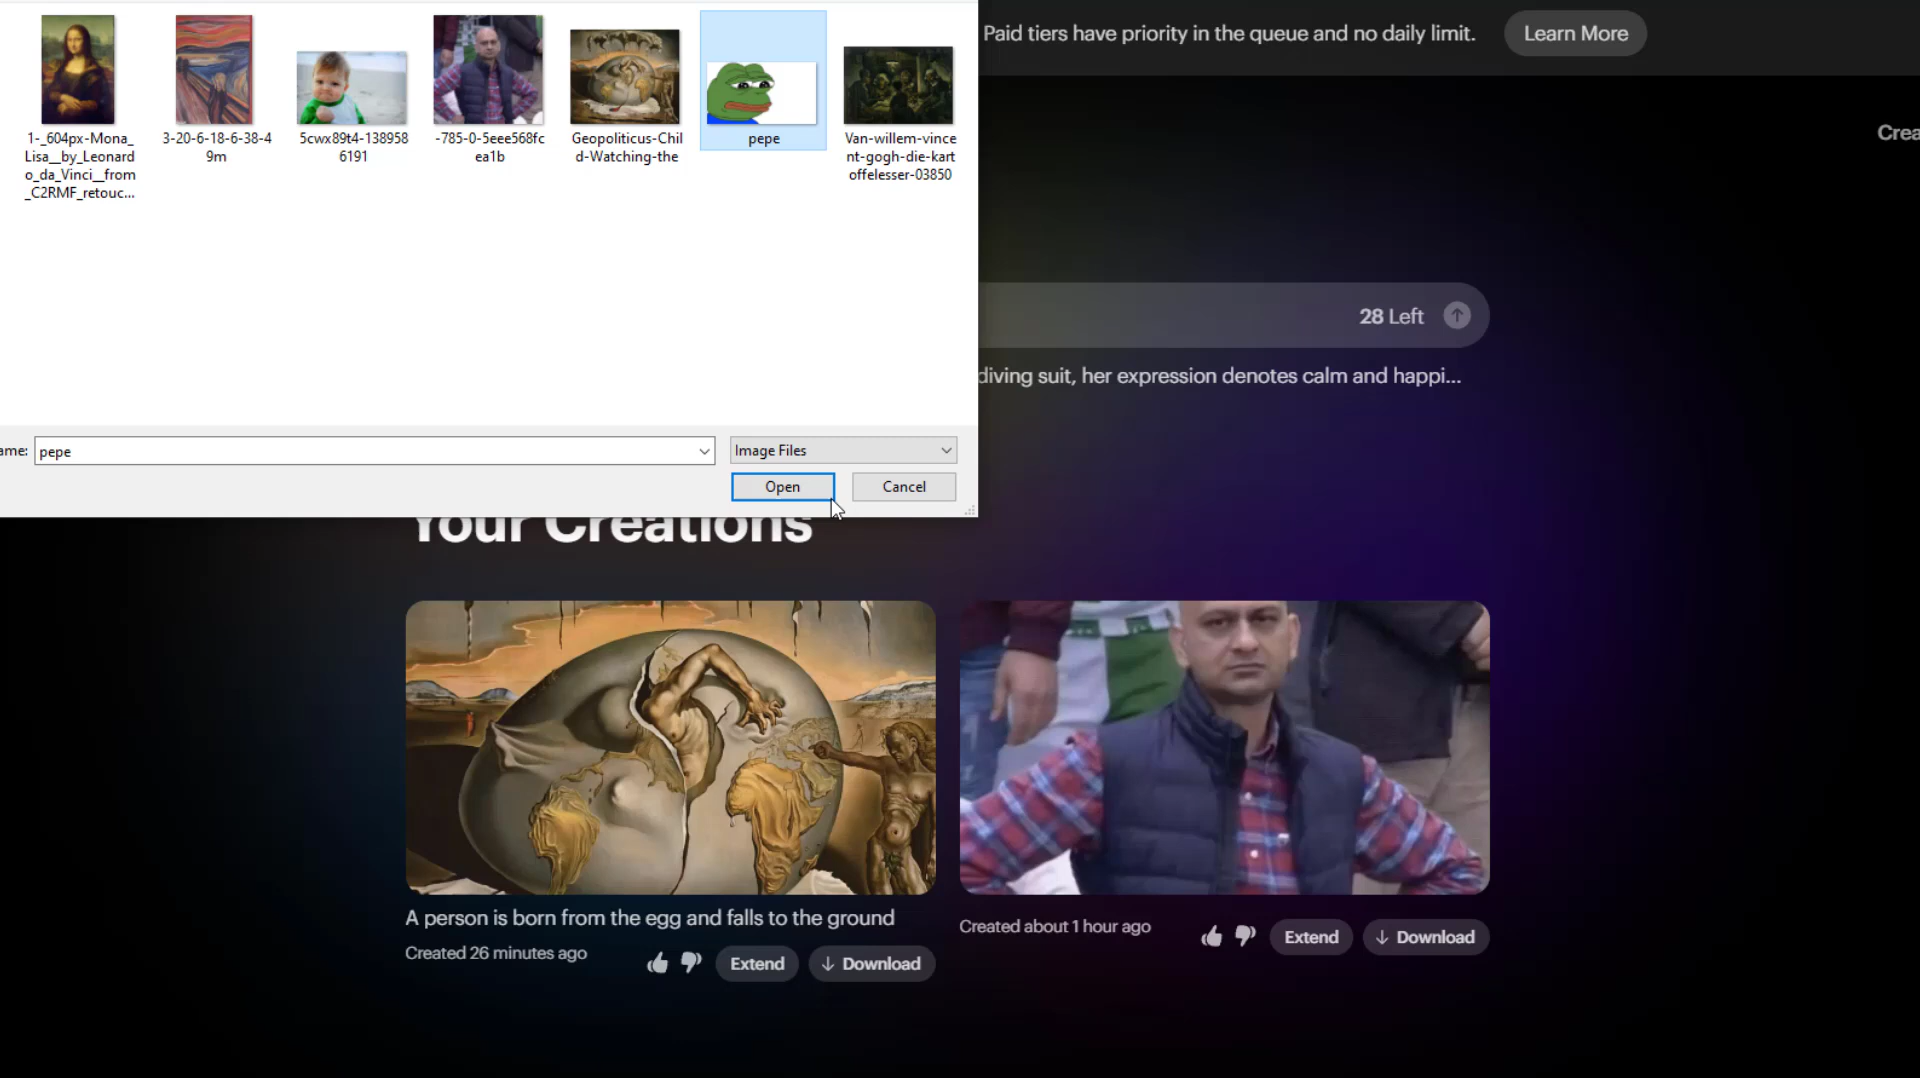 Paid tiers have priority in the queue and no daily limit.
Learn More
1-_604px-Mona_
Lisa__by_Leonard
o_da_Vinci__from
_C2RMF_retouc...
3-20-6-18-6-38-4
9m
5cwx89t4-138958
6191
-785-0-5eee568fc
ea1b
Geopoliticus-Chil
d-Watching-the
pepe
Van-willem-vince
nt-gogh-die-kart
offelesser-03850
Crea
28 Left
diving suit, her expression denotes calm and happi...
ame:
pepe
Image Files
Open
Cancel
Your Creations
A person is born from the egg and falls to the ground
Created 26 minutes ago
Extend
Download
Created about 1 hour ago
Extend
Download